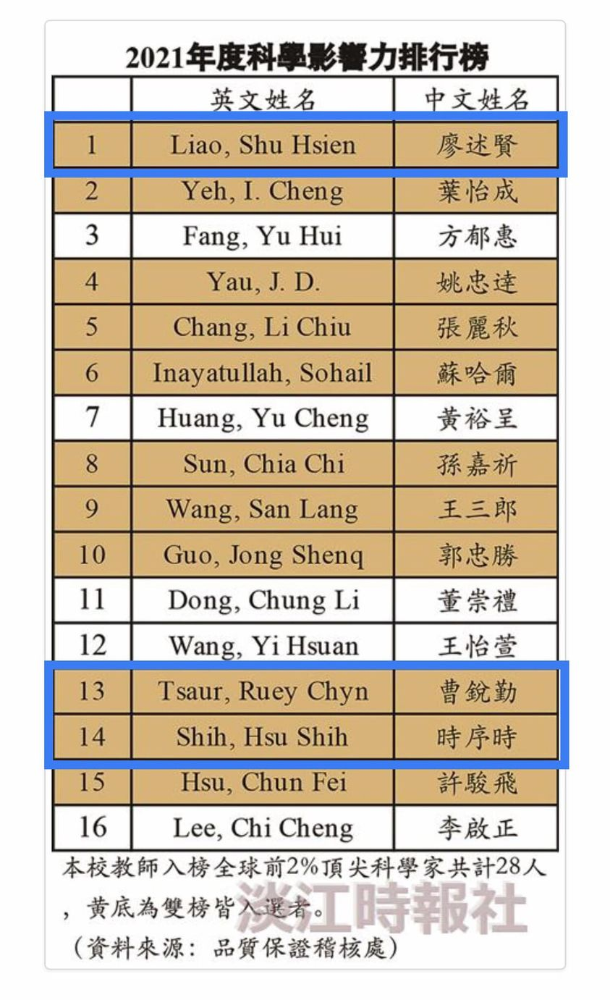 2021年度科學影響力排行榜
英文姓名 中文姓名
1 Liao, Shu Hsien 廖述賢
2 Yeh, I. Cheng 葉怡成
3 Fang, Yu Hui 方郁惠
4 Yau, J. D. 姚忠達
5 Chang, Li Chiu 張麗秋
6 Inayatullah, Sohail 蘇哈爾
7 Huang, Yu Cheng 黃裕呈
8 Sun, Chia Chi 孫嘉祈
9 Wang, San Lang 王三郎
10 Guo, Jong Shenq 郭忠勝
11 Dong, Chung Li 董崇禮
12 Wang, Yi Hsuan 王怡萱
13 Tsaur, Ruey Chyn 曹銳勤
14 Shih, Hsu Shih 時序時
15 Hsu, Chun Fei 許駿飛
16 Lee, Chi Cheng 李啟正
本校教師入榜全球前2%頂尖科學家共計28人
，黃底為雙榜皆入選者。
淡江時報社
（資料來源：品質保證稽核處）